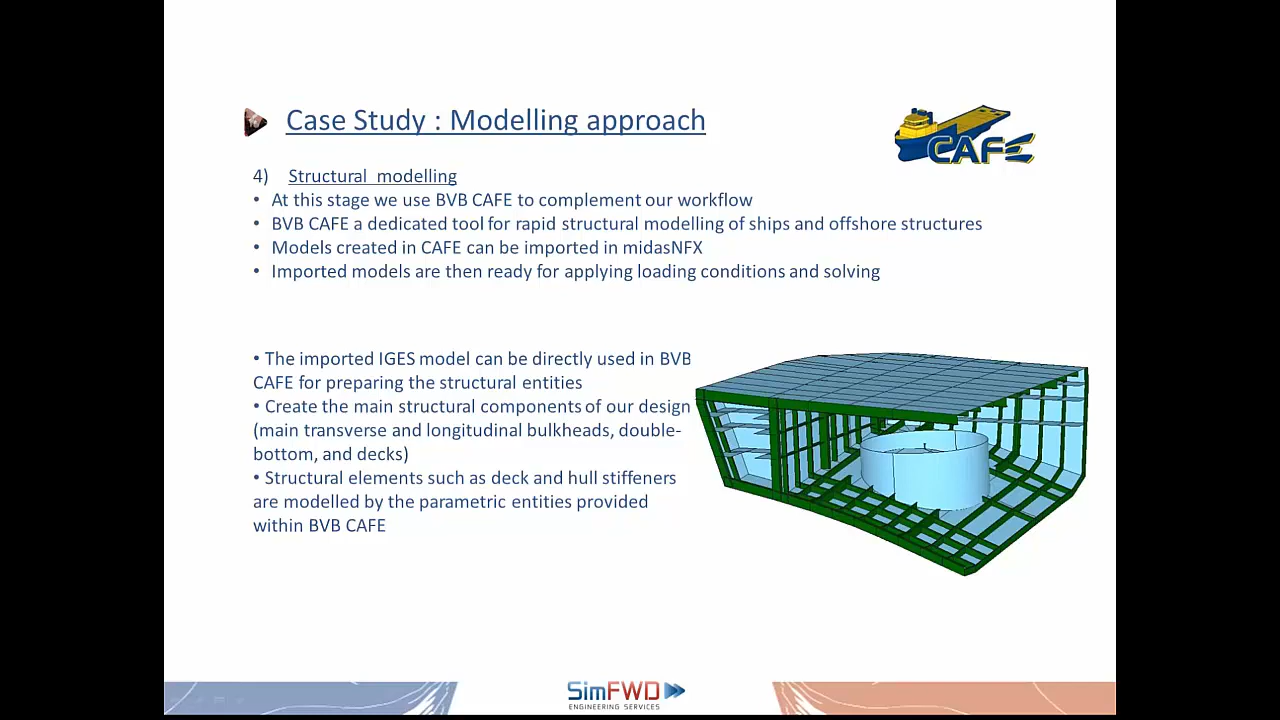 Case Study : Modelling approach
CAFE
4) Structural modelling
• At this stage we use BVB CAFE to complement our workflow
• BVB CAFE a dedicated tool for rapid structural modelling of ships and offshore structures
• Models created in CAFE can be imported in midasNFX
• Imported models are then ready for applying loading conditions and solving
• The imported IGES model can be directly used in BVB
CAFE for preparing the structural entities
• Create the main structural components of our design
(main transverse and longitudinal bulkheads, double-
bottom, and decks)
• Structural elements such as deck and hull stiffeners
are modelled by the parametric entities provided
within BVB CAFE
SimFWD
ENGINEERING SERVICES